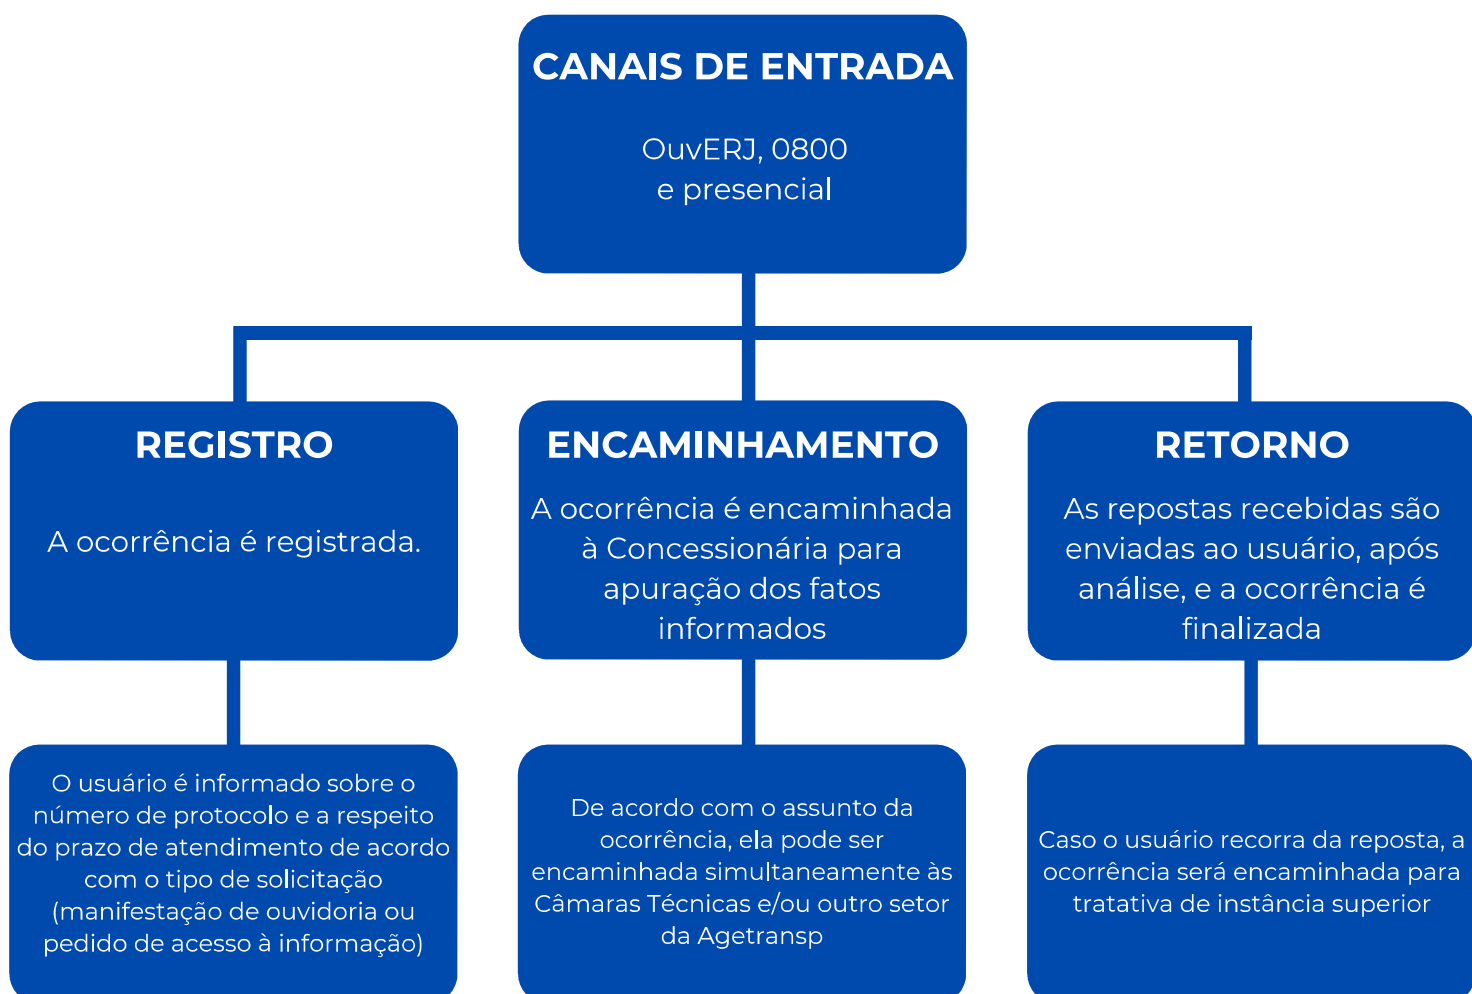 CANAIS DE ENTRADA
OuvERJ, 0800
e presencial
REGISTRO
A ocorrência é registrada.
ENCAMINHAMENTO
A ocorrência é encaminhada
à Concessionária para
apuração dos fatos
informados
RETORNO
As repostas recebidas são
enviadas ao usuário, após
análise, e a ocorrência é
finalizada
O usuário é informado sobre o
número de protocolo e a respeito
do prazo de atendimento de acordo
com o tipo de solicitação
(manifestação de ouvidoria ou
pedido de acesso à informação)
De acordo com o assunto da
ocorrência, ela pode ser
encaminhada simultaneamente às
Câmaras Técnicas e/ou outro setor
da Agetransp
Caso o usuário recorra da reposta, a
ocorrência será encaminhada para
tratativa de instância superior